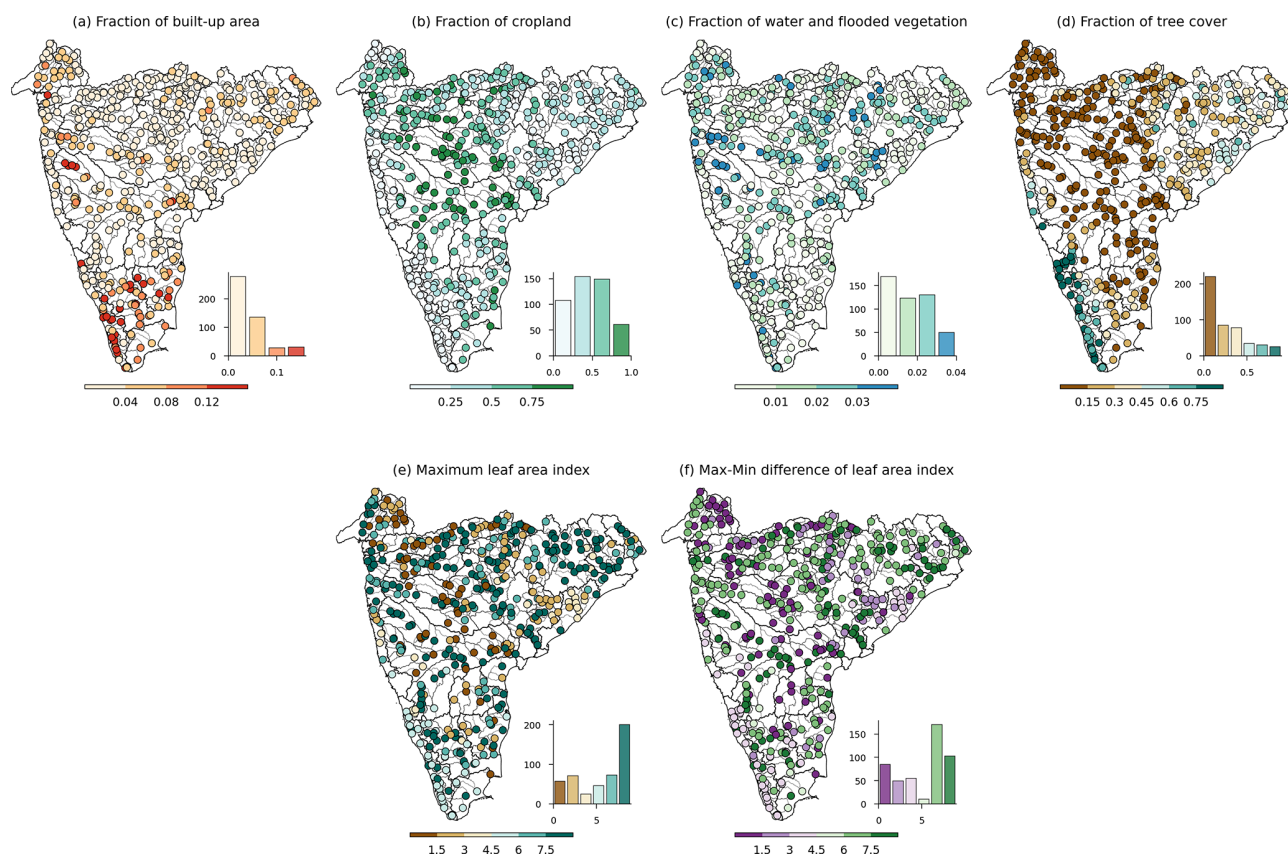 (a) Fraction of built-up area
(b) Fraction of cropland
(c) Fraction of water and flooded vegetation
(d) Fraction of tree cover
200
100
0
0.0 0.1
0.04 0.08 0.12
150
100
50
0
0.0 0.5 1.0
0.25 0.5 0.75
150
100
50
0
0.00 0.02 0.04
0.01 0.02 0.03
200
100
0
0.5
0.15 0.3 0.45 0.6 0.75
(e) Maximum leaf area index
(f) Max-Min difference of leaf area index
200
100
0
0 5
1.5 3 4.5 6 7.5
150
100
50
0
0 5
1.5 3 4.5 6 7.5